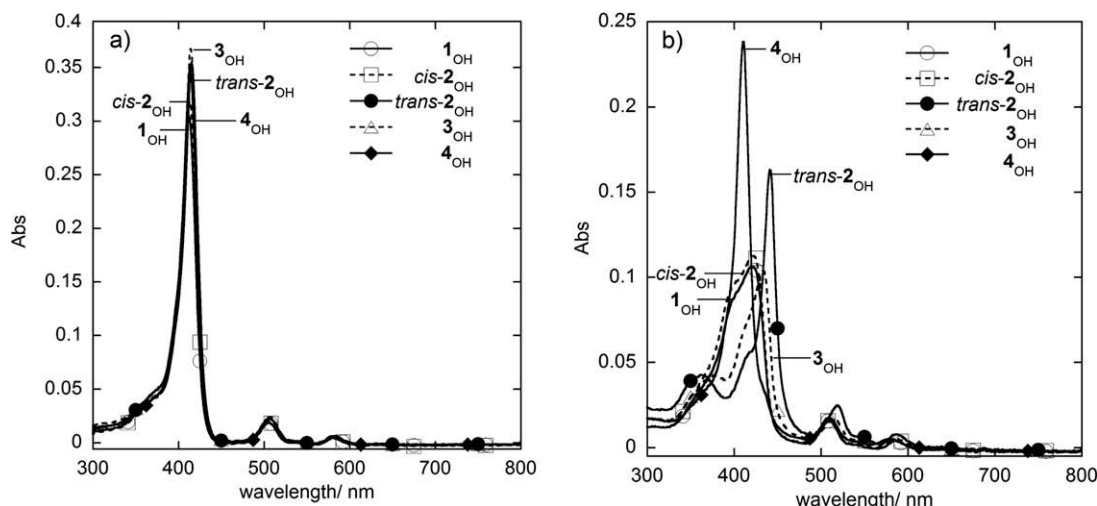 a)
0.4
0.35
0.3
0.25
0.2
0.15
0.1
0.05
0
Abs
300 400 500 600 700 800
wavelength/ nm
3OH
trans-2OH
cis-2OH
1OH
4OH
1OH
cis-2OH
trans-2OH
3OH
4OH
b)
0.25
0.20
0.15
0.1
0.05
0
Abs
300 400 500 600 700 800
wavelength/ nm
4OH
trans-2OH
cis-2OH
1OH
3OH
1OH
cis-2OH
trans-2OH
3OH
4OH